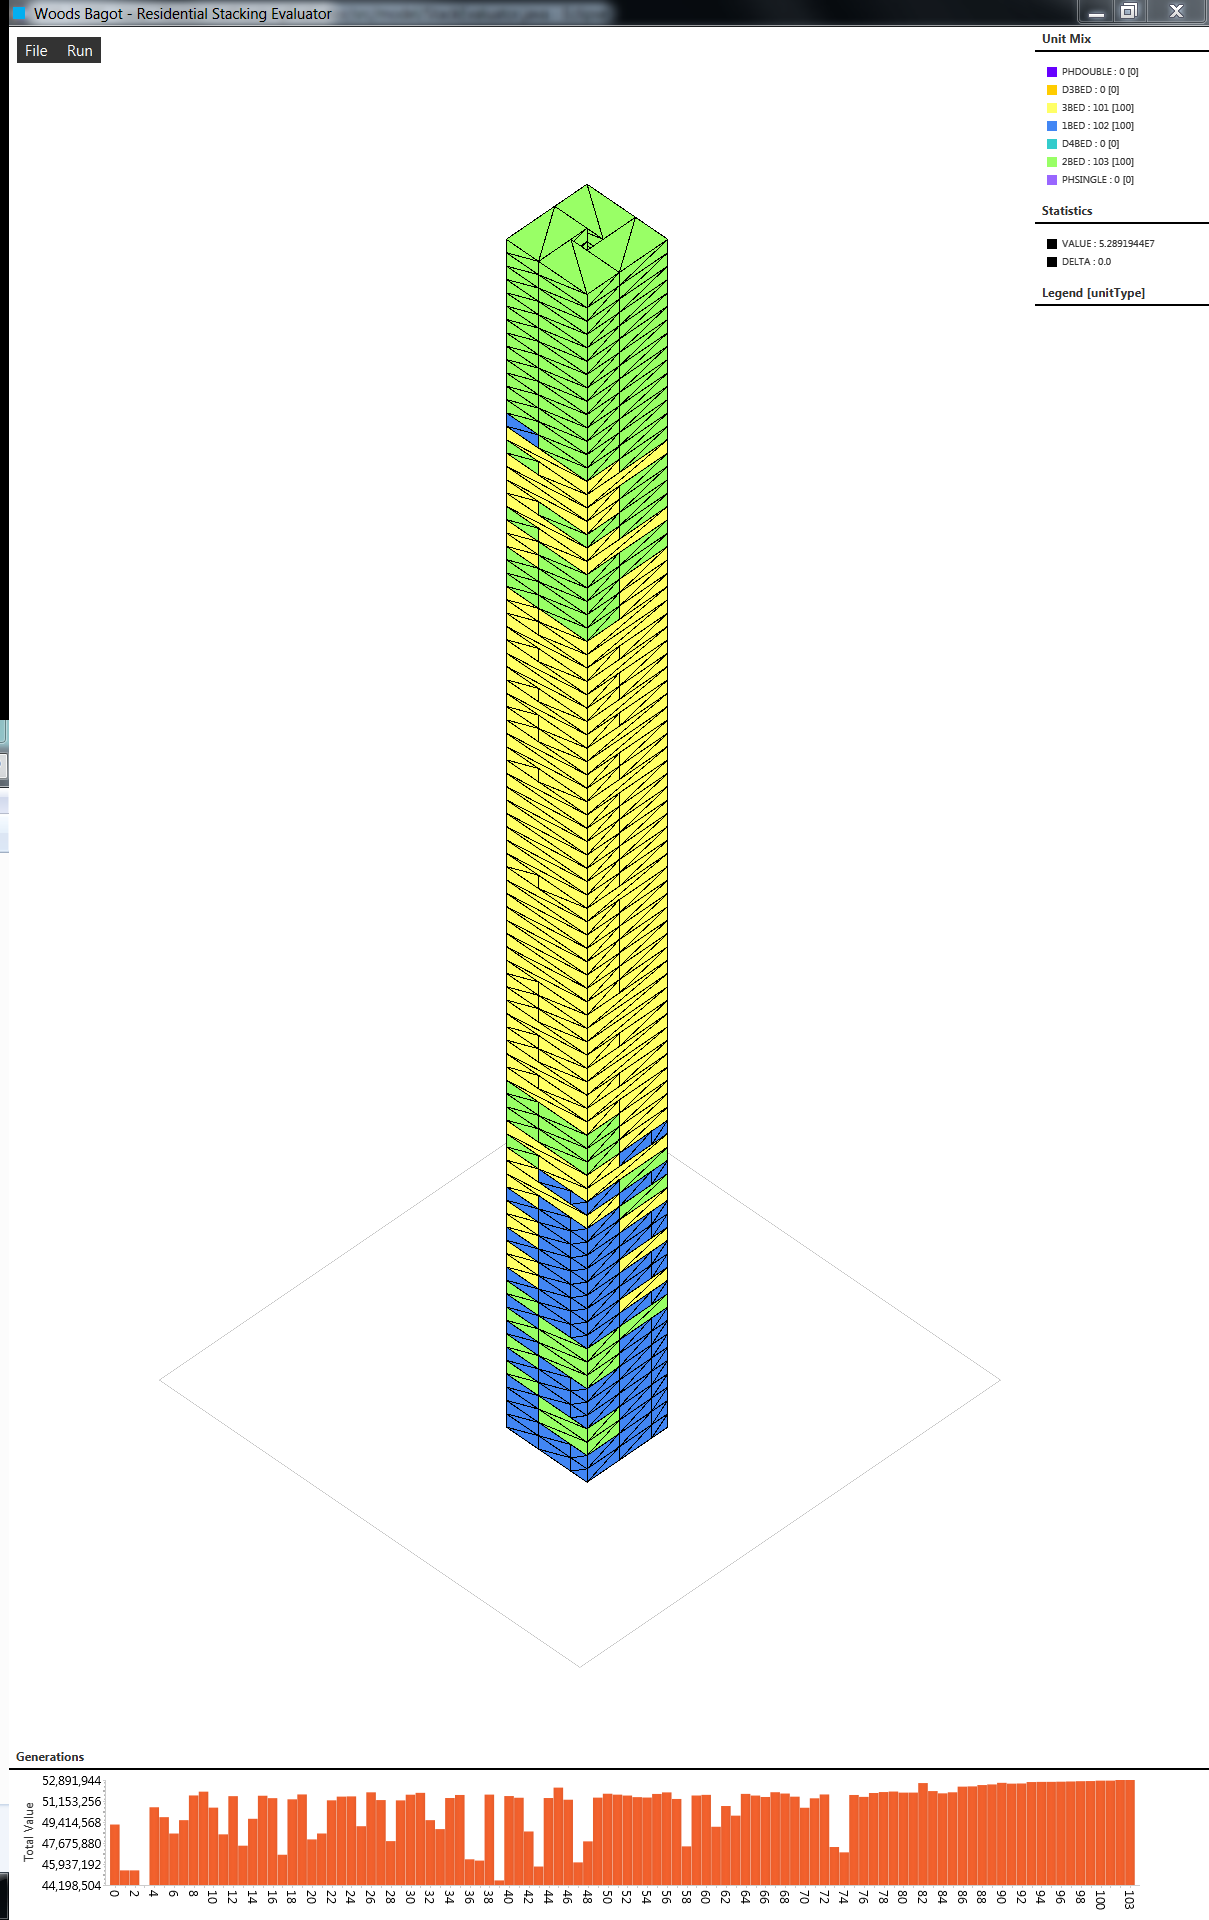 Woods Bagot - Residential Stacking Evaluator
File Run
Unit Mix
PHDOUBLE : 0 [0]
D3BED : 0 [0]
3BED : 101 [100]
1BED : 102 [100]
D4BED : 0 [0]
2BED : 103 [100]
PHSINGLE : 0 [0]
Statistics
VALUE : 5.2891944E7
DELTA : 0.0
Legend [unitType]
Generations
Total Value
52,891,944
51,153,256
49,414,568
47,675,880
45,937,192
44,198,504
0 2 4 6 8 10 12 14 16 18 20 22 24 26 28 30 32 34 36 38 40 42 44 46 48 50 52 54 56 58 60 62 64 66 68 70 72 74 76 78 80 82 84 86 88 90 92 94 96 98 100 103